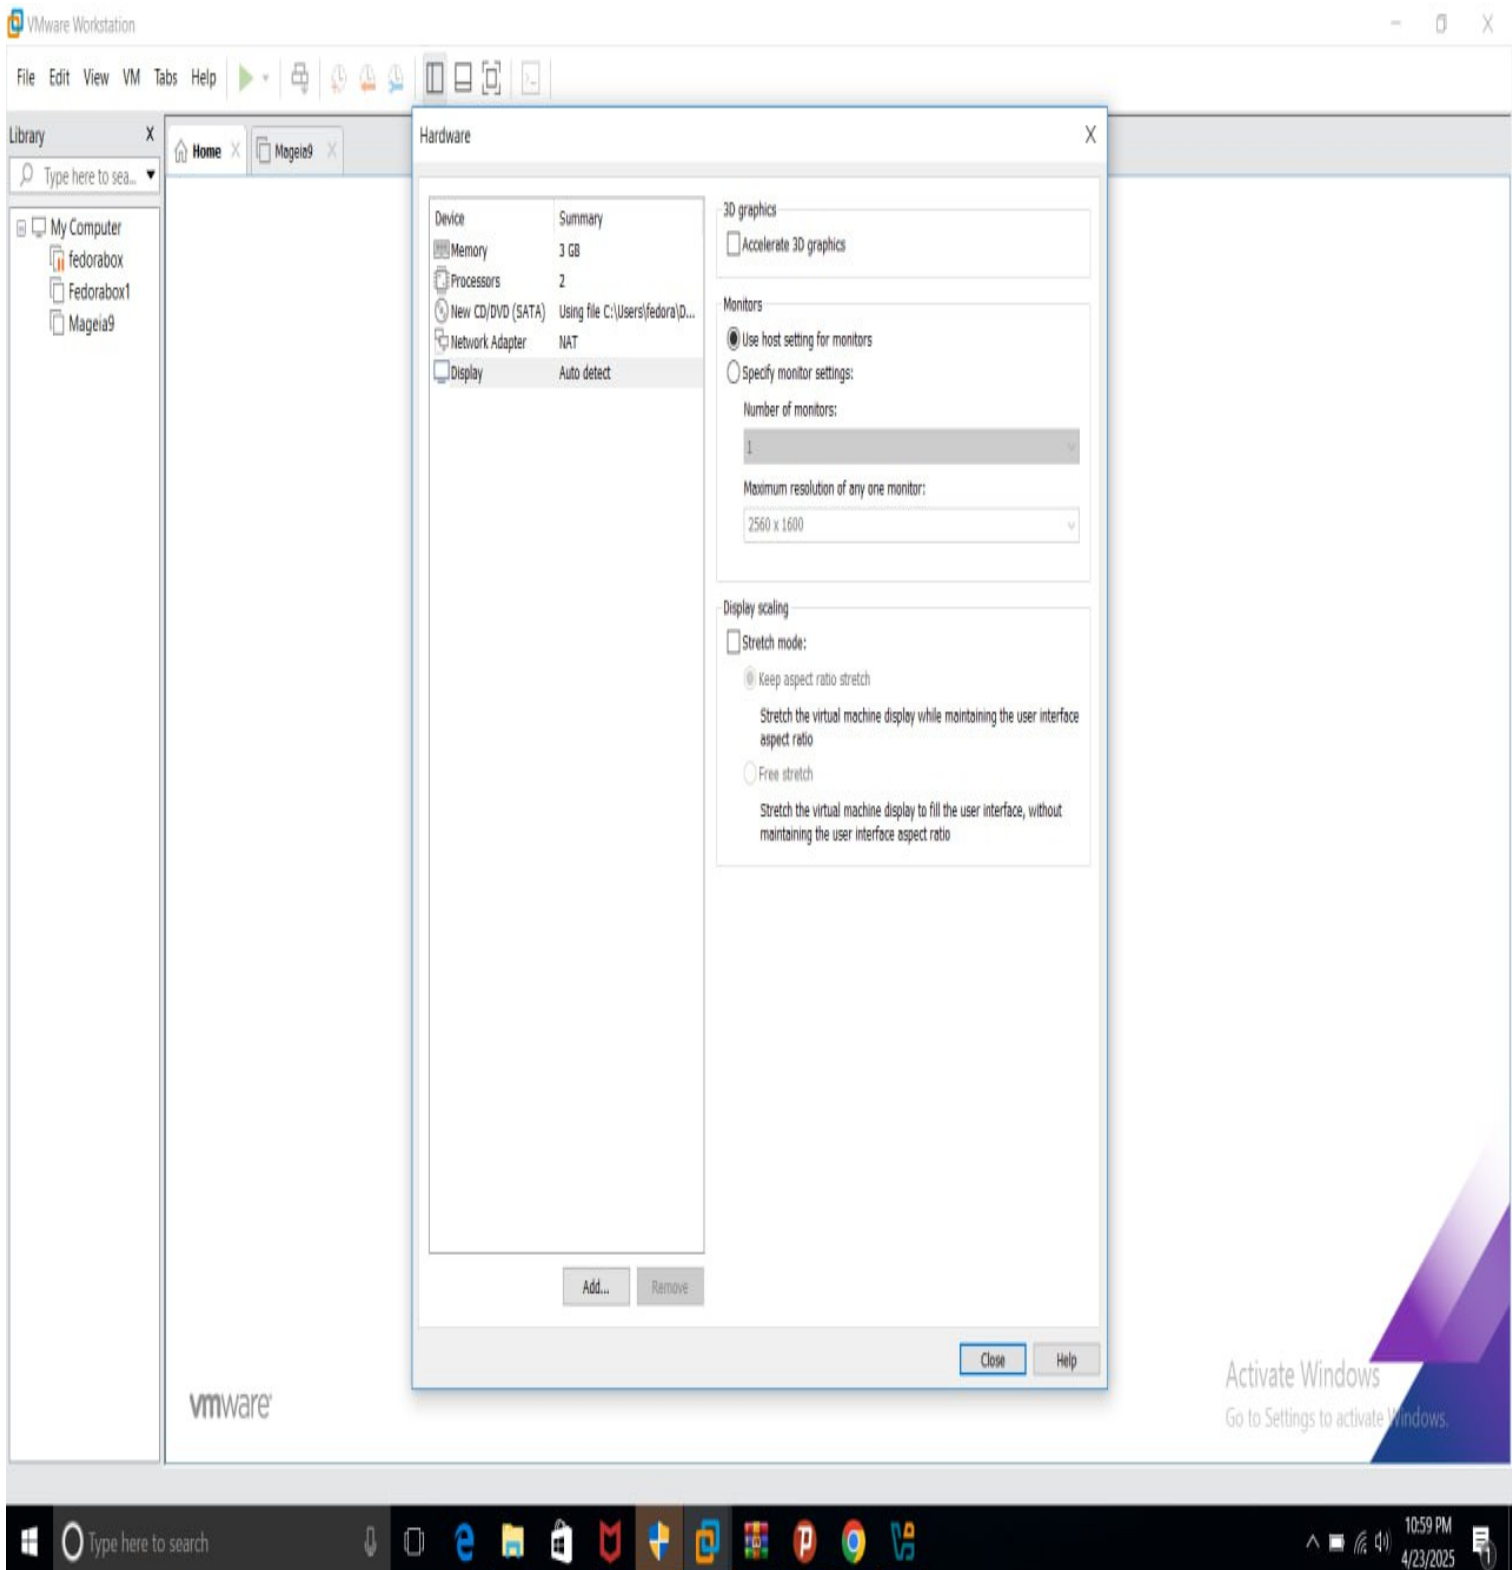 VMware Workstation
File Edit View VM Tabs Help
Library X
Type here to sea...
My Computer
fedorabox
Fedorabox1
Mageia9
Home
Mageia9
Hardware X
Device Summary
Memory 3 GB
Processors 2
New CD/DVD (SATA) Using file C:\Users\fedora\D...
Network Adapter NAT
Display Auto detect
Add... Remove
3D graphics
Accelerate 3D graphics
Monitors
Use host setting for monitors
Specify monitor settings:
Number of monitors:
1
Maximum resolution of any one monitor:
2560 x 1600
Display scaling
Stretch mode:
Keep aspect ratio stretch
Stretch the virtual machine display while maintaining the user interface
aspect ratio
Free stretch
Stretch the virtual machine display to fill the user interface, without
maintaining the user interface aspect ratio
Close Help
vmware
Activate Windows
Go to Settings to activate Windows.
Type here to search
10:59 PM
4/23/2025
1